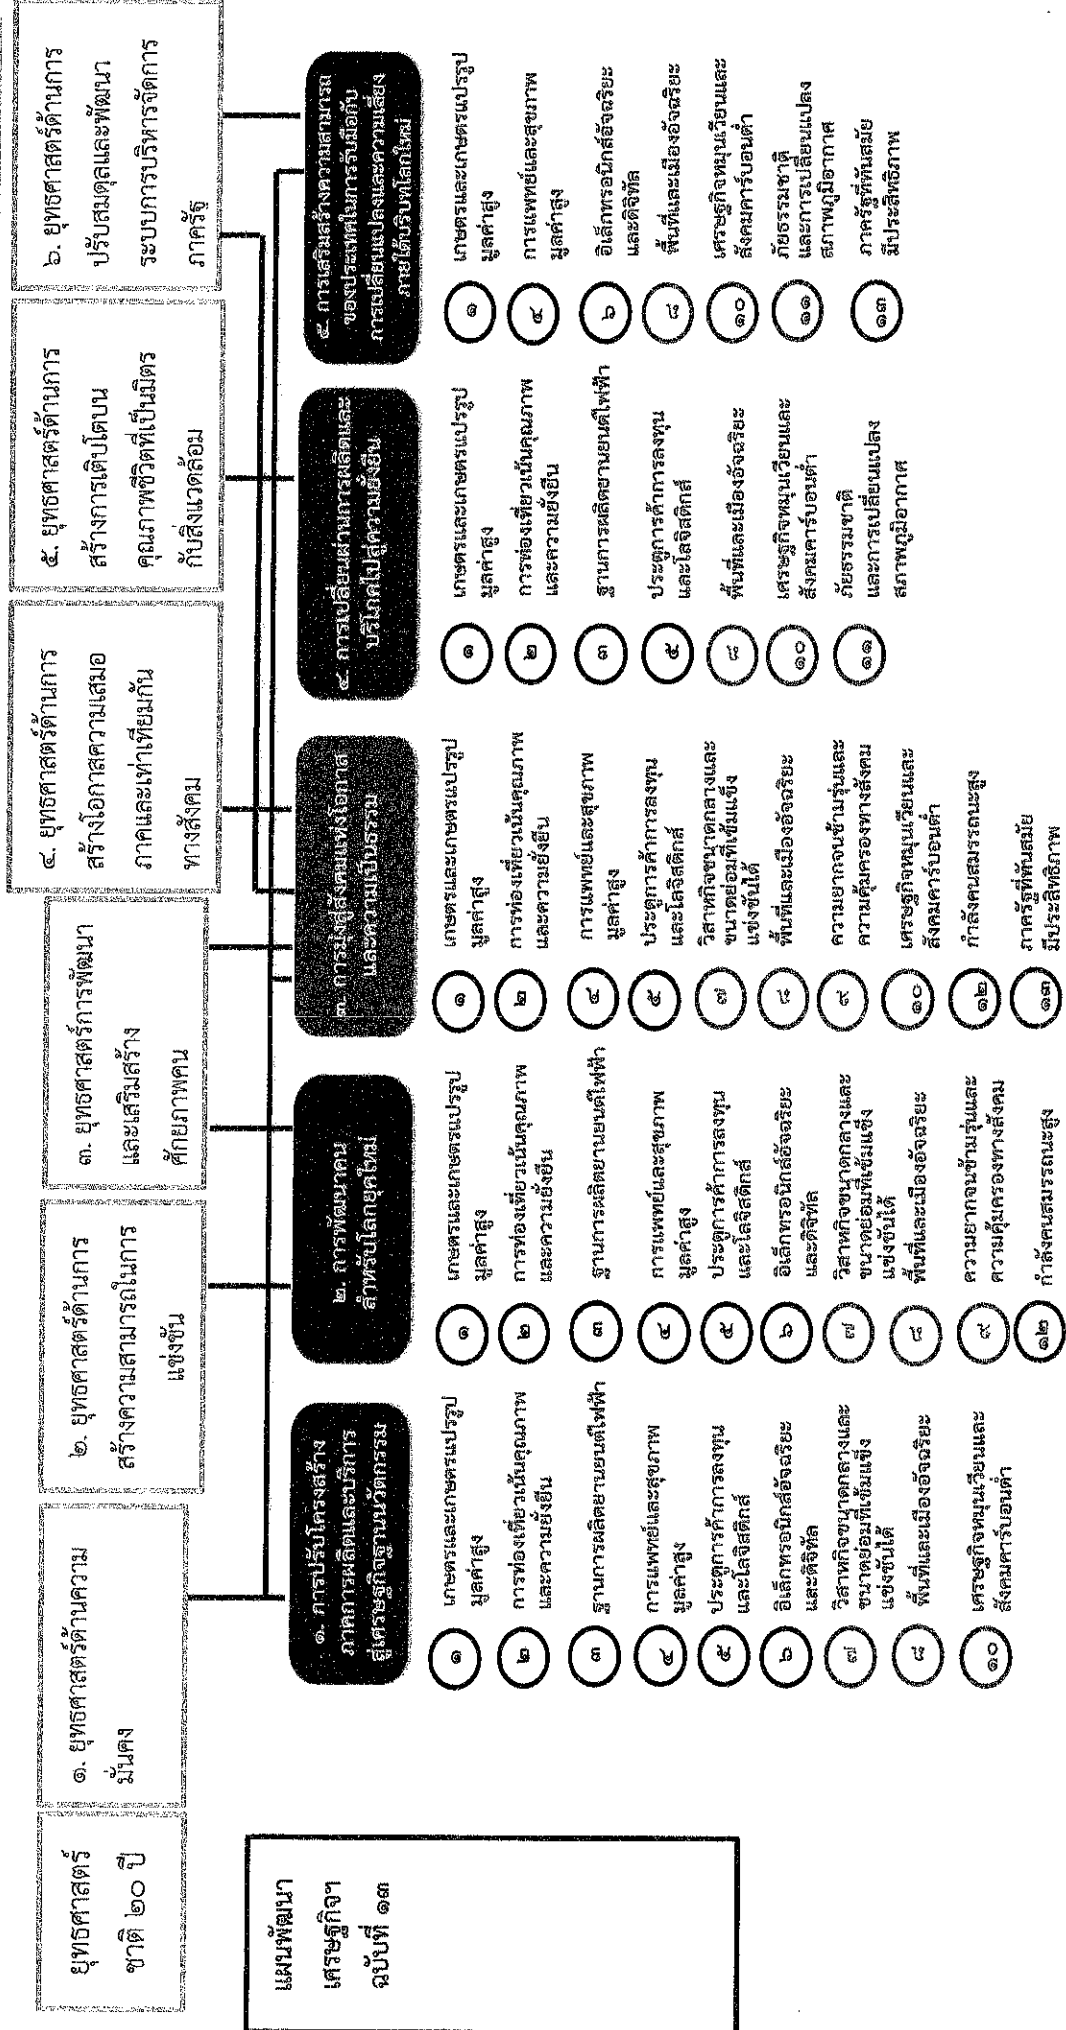 ยุทธศาสตร์
ชาติ ๒๐ ปี
๑. ยุทธศาสตร์ด้านความ
มั่นคง
๒. ยุทธศาสตร์ด้านการ
สร้างความสามารถในการ
แข่งขัน
๓. ยุทธศาสตร์การพัฒนา
และเสริมสร้าง
ศักยภาพคน
๔. ยุทธศาสตร์ด้านการ
สร้างโอกาสความเสมอ
ภาคและเท่าเทียมกัน
ทางสังคม
๕. ยุทธศาสตร์ด้านการ
สร้างการเติบโตบน
คุณภาพชีวิตที่เป็นมิตร
กับสิ่งแวดล้อม
๖. ยุทธศาสตร์ด้านการ
ปรับสมดุลและพัฒนา
ระบบการบริหารจัดการ
ภาครัฐ
แผนพัฒนา
เศรษฐกิจฯ
ฉบับที่ ๑๓
๑. การปรับโครงสร้าง
ภาคการผลิตและบริการ
สู่เศรษฐกิจฐานนวัตกรรม
๑ เกษตรและเกษตรแปรรูป
มูลค่าสูง
๒ การท่องเที่ยวเน้นคุณภาพ
และความยั่งยืน
๓ ฐานการผลิตยานยนต์ไฟฟ้า
๔ การแพทย์และสุขภาพ
มูลค่าสูง
๕ ประตูการค้าการลงทุน
และโลจิสติกส์
๖ อิเล็กทรอนิกส์อัจฉริยะ
และดิจิทัล
๗ วิสาหกิจขนาดกลางและ
ขนาดย่อมที่เข้มแข็ง
แข่งขันได้
๘ พื้นที่และเมืองอัจฉริยะ
๑๐ เศรษฐกิจหมุนเวียนและ
สังคมคาร์บอนต่ำ
๒. การพัฒนาคน
สำหรับโลกยุคใหม่
๑ เกษตรและเกษตรแปรรูป
มูลค่าสูง
๒ การท่องเที่ยวเน้นคุณภาพ
และความยั่งยืน
๓ ฐานการผลิตยานยนต์ไฟฟ้า
๔ การแพทย์และสุขภาพ
มูลค่าสูง
๕ ประตูการค้าการลงทุน
และโลจิสติกส์
๖ อิเล็กทรอนิกส์อัจฉริยะ
และดิจิทัล
๗ วิสาหกิจขนาดกลางและ
ขนาดย่อมที่เข้มแข็ง
แข่งขันได้
๘ พื้นที่และเมืองอัจฉริยะ
๙ ความยากจนข้ามรุ่นและ
ความคุ้มครองทางสังคม
๑๒ กำลังคนสมรรถนะสูง
๓. การมุ่งสู่สังคมแห่งโอกาส
และความเป็นธรรม
๑ เกษตรและเกษตรแปรรูป
มูลค่าสูง
๒ การท่องเที่ยวเน้นคุณภาพ
และความยั่งยืน
๔ การแพทย์และสุขภาพ
มูลค่าสูง
๕ ประตูการค้าการลงทุน
และโลจิสติกส์
๗ วิสาหกิจขนาดกลางและ
ขนาดย่อมที่เข้มแข็ง
แข่งขันได้
๘ พื้นที่และเมืองอัจฉริยะ
๙ ความยากจนข้ามรุ่นและ
ความคุ้มครองทางสังคม
๑๐ เศรษฐกิจหมุนเวียนและ
สังคมคาร์บอนต่ำ
๑๒ กำลังคนสมรรถนะสูง
๑๓ ภาครัฐที่ทันสมัย
มีประสิทธิภาพ
๔. การเปลี่ยนผ่านการผลิตและ
บริโภคไปสู่ความยั่งยืน
๑ เกษตรและเกษตรแปรรูป
มูลค่าสูง
๒ การท่องเที่ยวเน้นคุณภาพ
และความยั่งยืน
๓ ฐานการผลิตยานยนต์ไฟฟ้า
๕ ประตูการค้าการลงทุน
และโลจิสติกส์
๘ พื้นที่และเมืองอัจฉริยะ
๑๐ เศรษฐกิจหมุนเวียนและ
สังคมคาร์บอนต่ำ
๑๑ ภัยธรรมชาติ
และการเปลี่ยนแปลง
สภาพภูมิอากาศ
๕. การเสริมสร้างความสามารถ
ของประเทศในการรับมือกับ
การเปลี่ยนแปลงและความเสี่ยง
ภายใต้บริบทโลกใหม่
๑ เกษตรและเกษตรแปรรูป
มูลค่าสูง
๔ การแพทย์และสุขภาพ
มูลค่าสูง
๖ อิเล็กทรอนิกส์อัจฉริยะ
และดิจิทัล
๘ พื้นที่และเมืองอัจฉริยะ
๑๐ เศรษฐกิจหมุนเวียนและ
สังคมคาร์บอนต่ำ
๑๑ ภัยธรรมชาติ
และการเปลี่ยนแปลง
สภาพภูมิอากาศ
๑๓ ภาครัฐที่ทันสมัย
มีประสิทธิภาพ